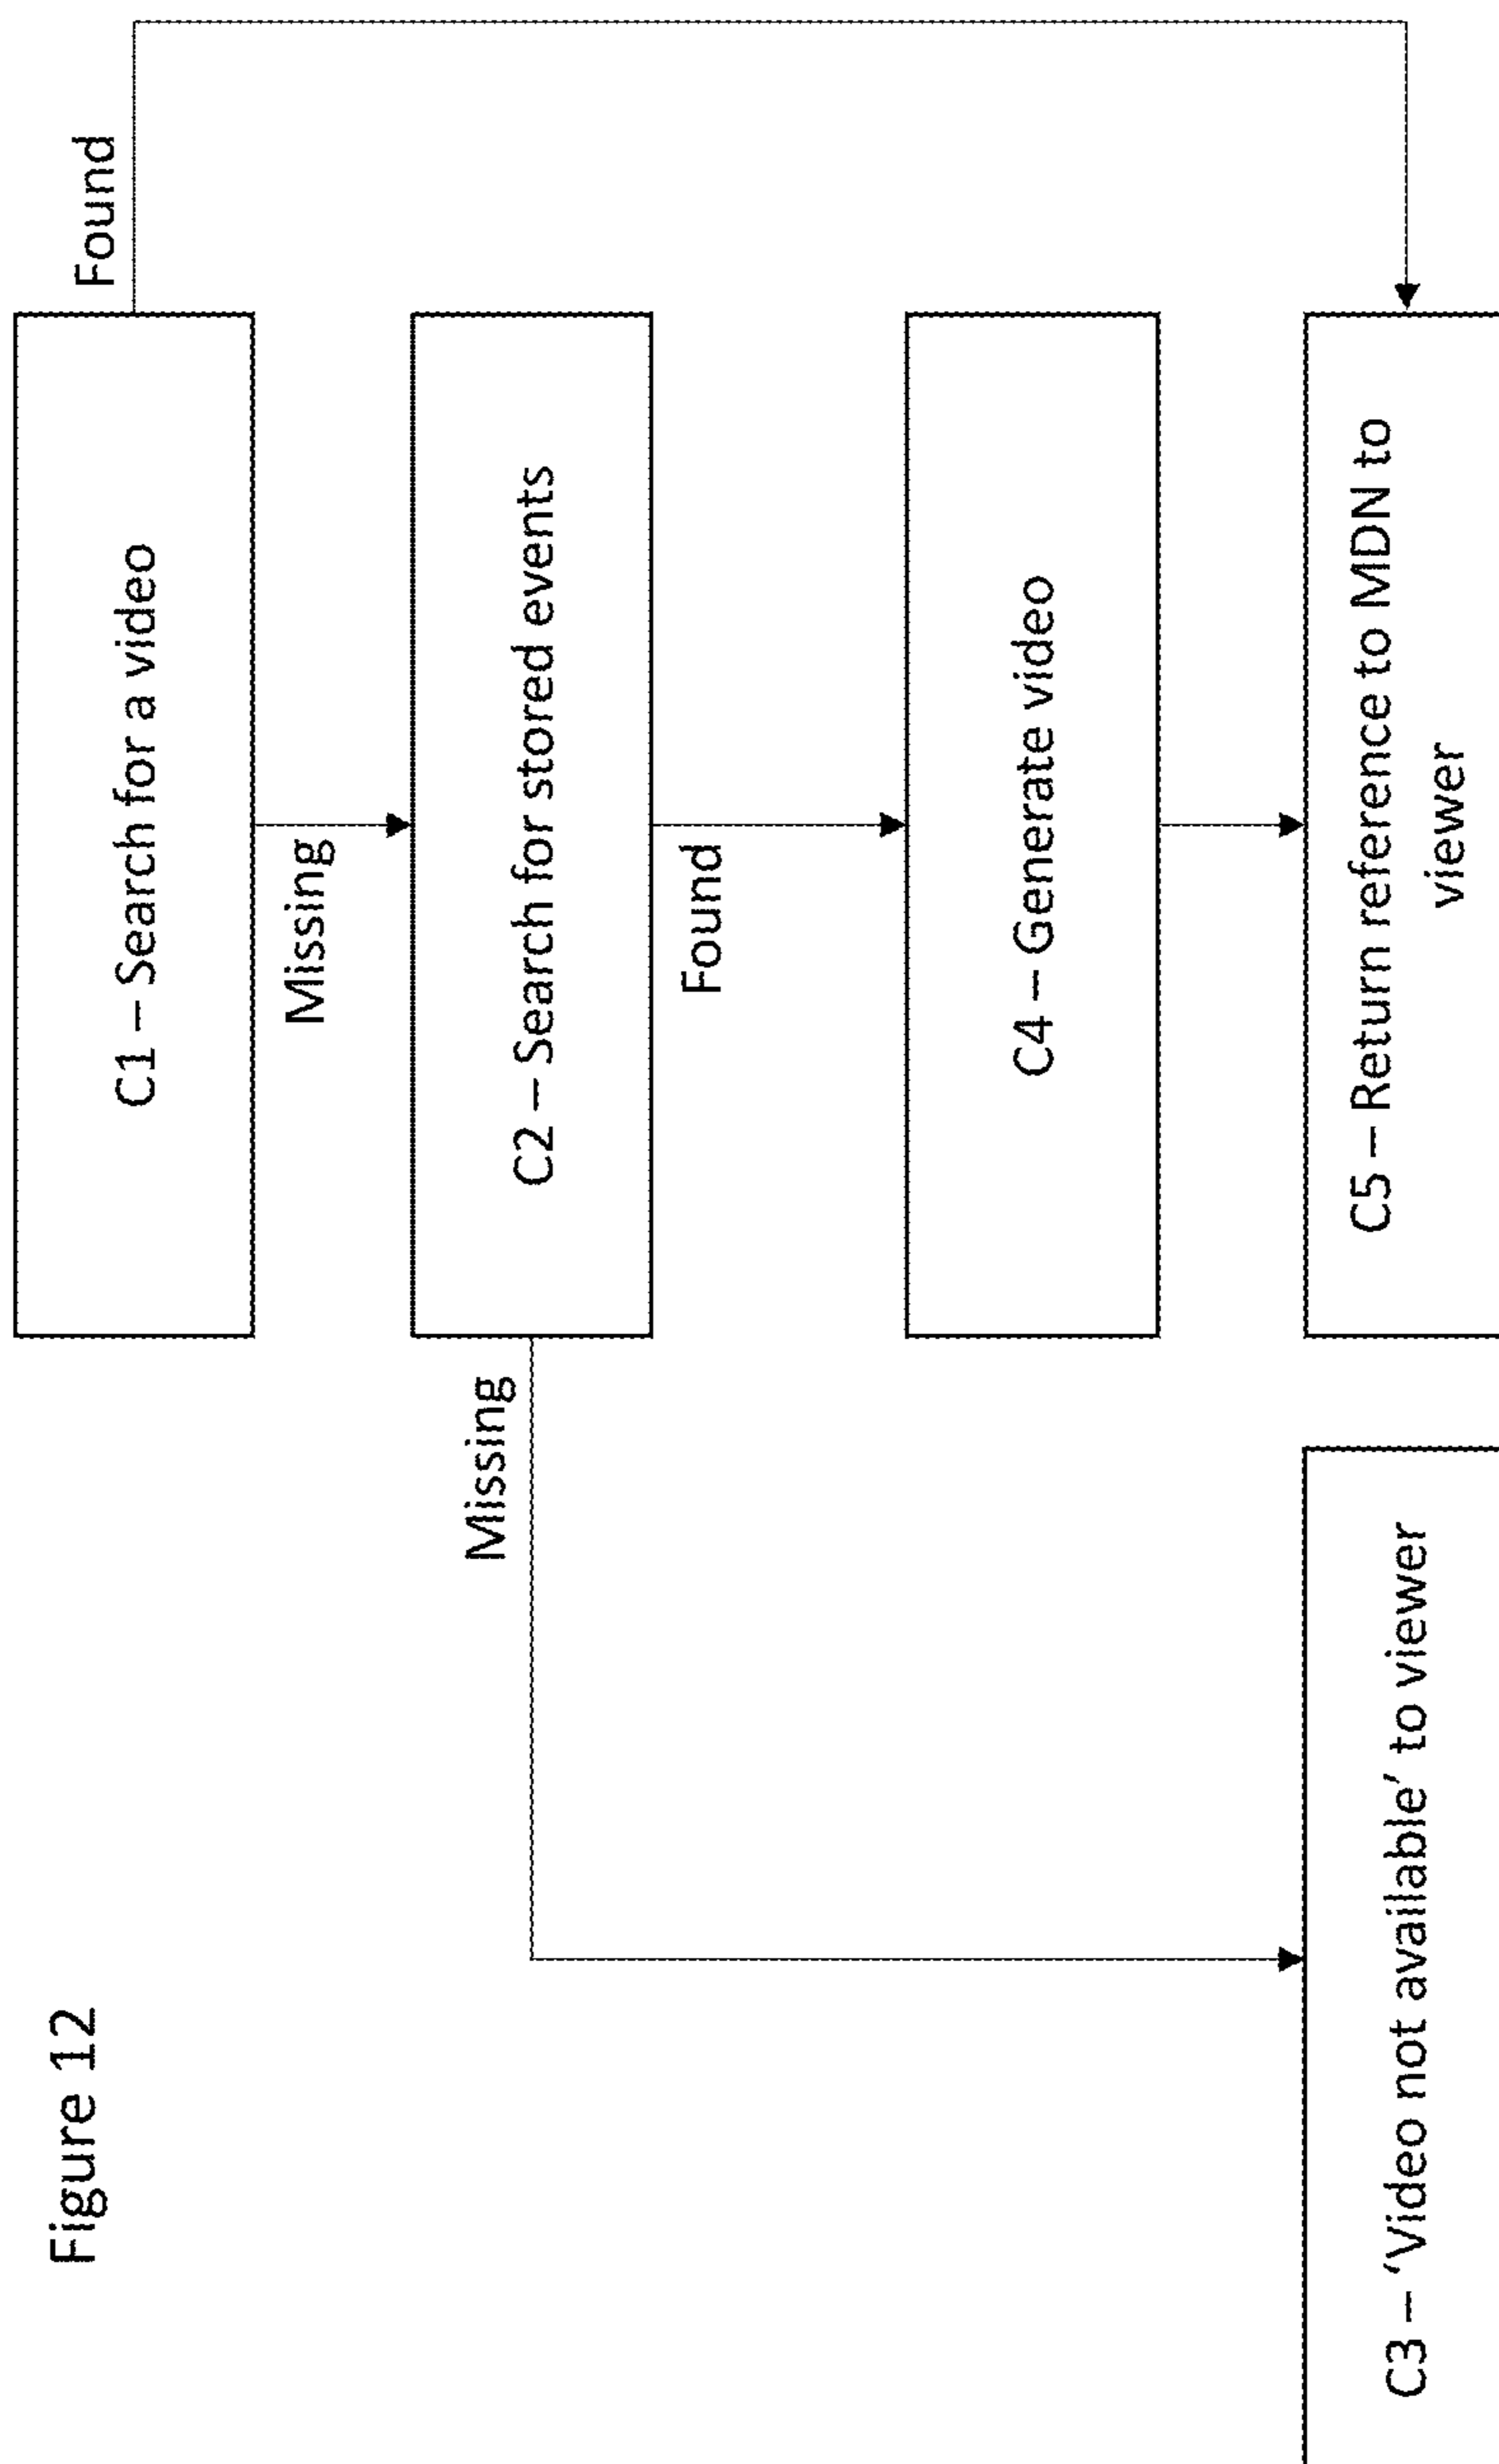 Figure 12
C1 – Search for a video
Found
Missing
C2 – Search for stored events
Missing
Found
C4 – Generate video
C3 – ‘Video not available’ to viewer
C5 – Return reference to MDN to
viewer